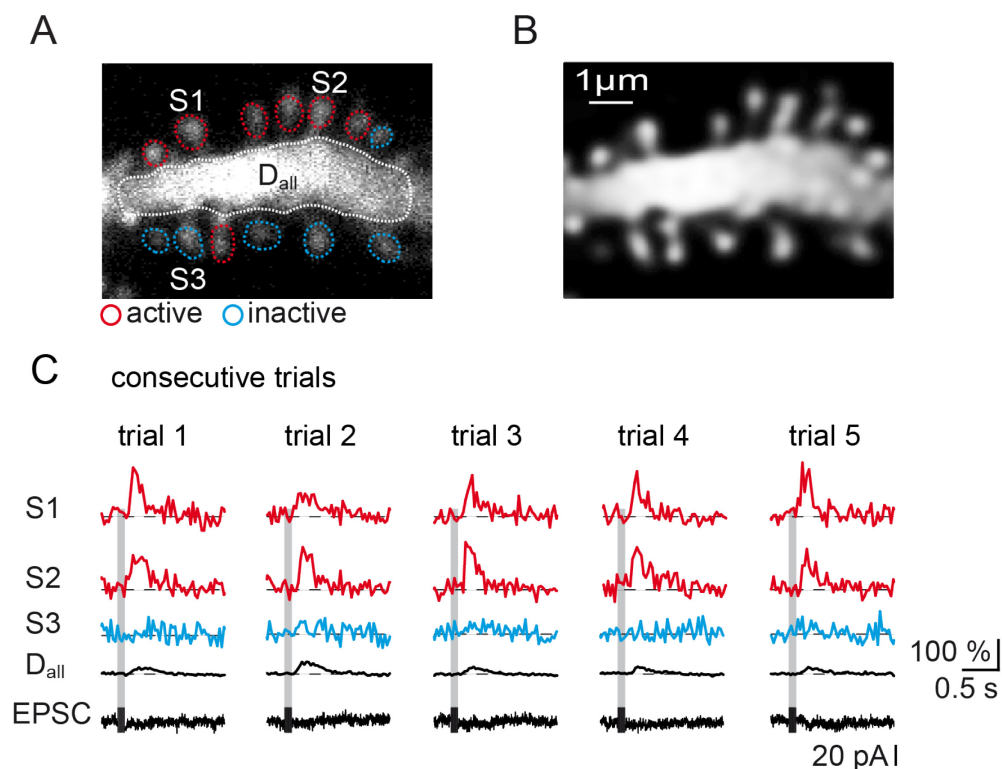 A
B
S1
S2
D_all
S3
1μm
active inactive
C consecutive trials
trial 1 trial 2 trial 3 trial 4 trial 5
S1
S2
S3
D_all
100 %
0.5 s
EPSC
20 pA